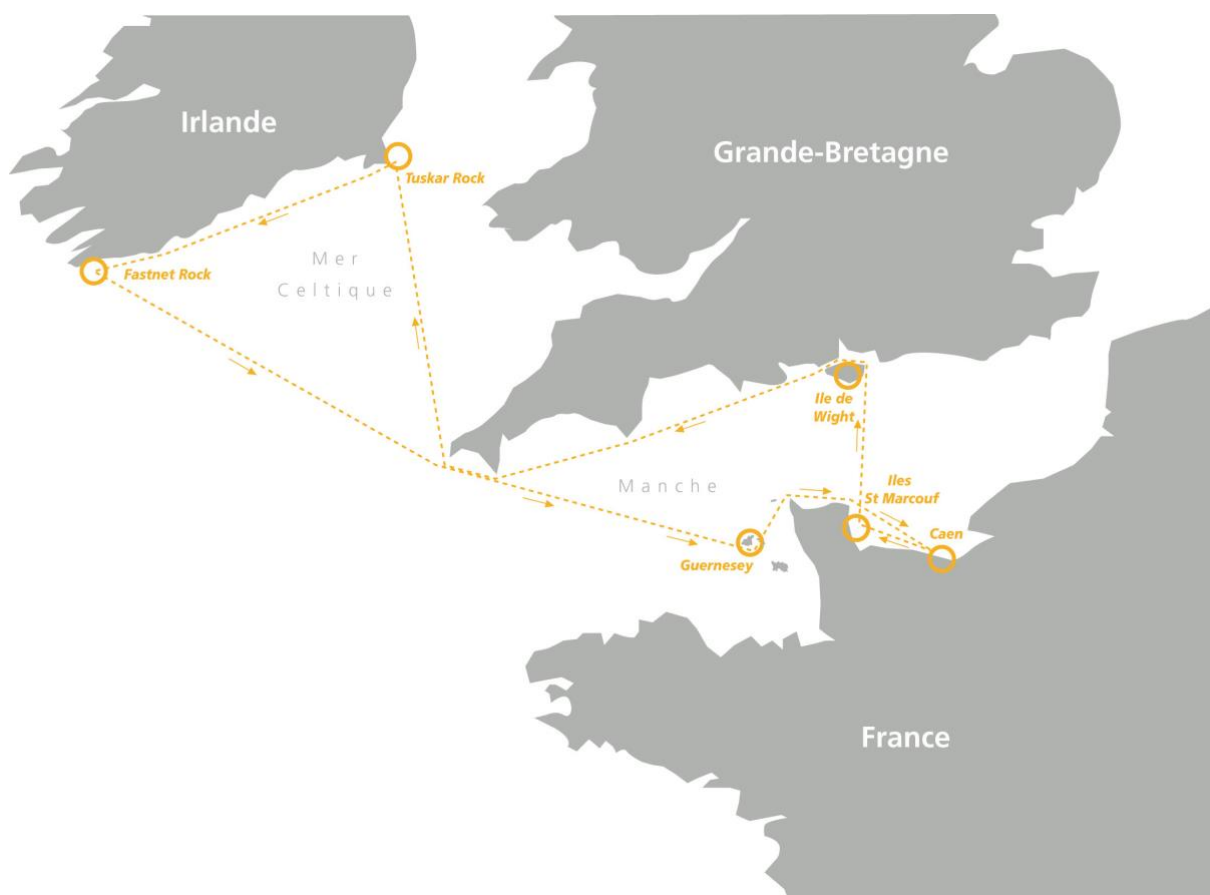 Irlande
Grande-Bretagne
Tuskar Rock
Mer
Celtique
Fastnet Rock
Ile de
Wight
Manche
Iles
St Marcouf
Caen
Guernesey
France